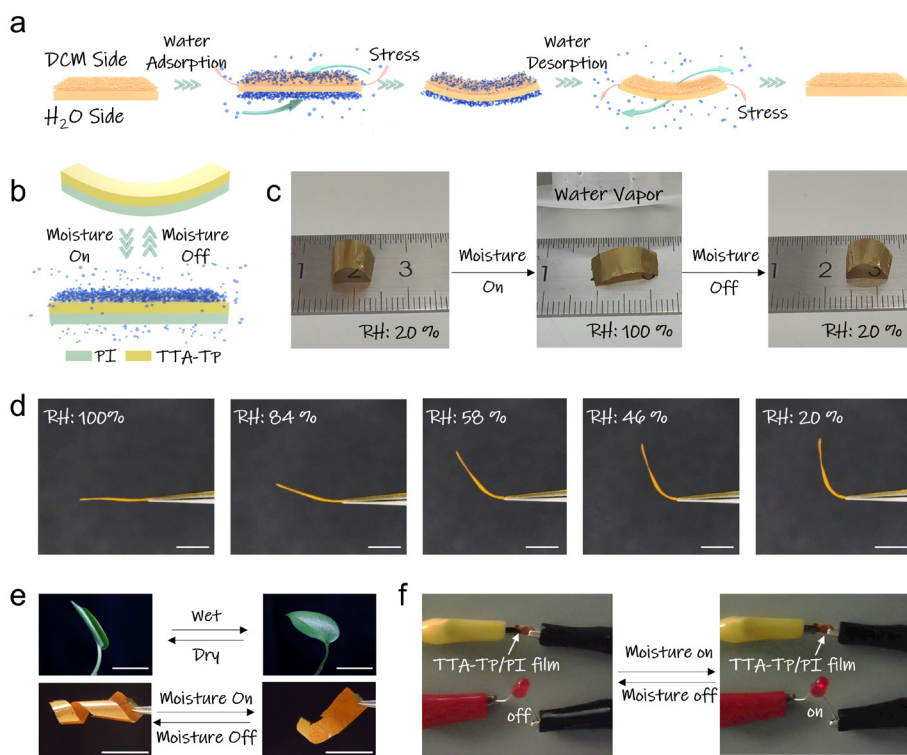 a
DCM Side
H2O Side
Water
Adsorption
Stress
Water
Desorption
Stress
b
Moisture
On
Moisture
Off
PI
TTA-TP
c
1 2 3
RH: 20 %
Moisture
On
Water Vapor
1 3
RH: 100 %
Moisture
Off
1 2 3
RH: 20 %
d
RH: 100%
RH: 84 %
RH: 58 %
RH: 46 %
RH: 20 %
e
Wet
Dry
Moisture On
Moisture Off
f
TTA-TP/PI film
off
Moisture on
Moisture off
TTA-TP/PI film
on